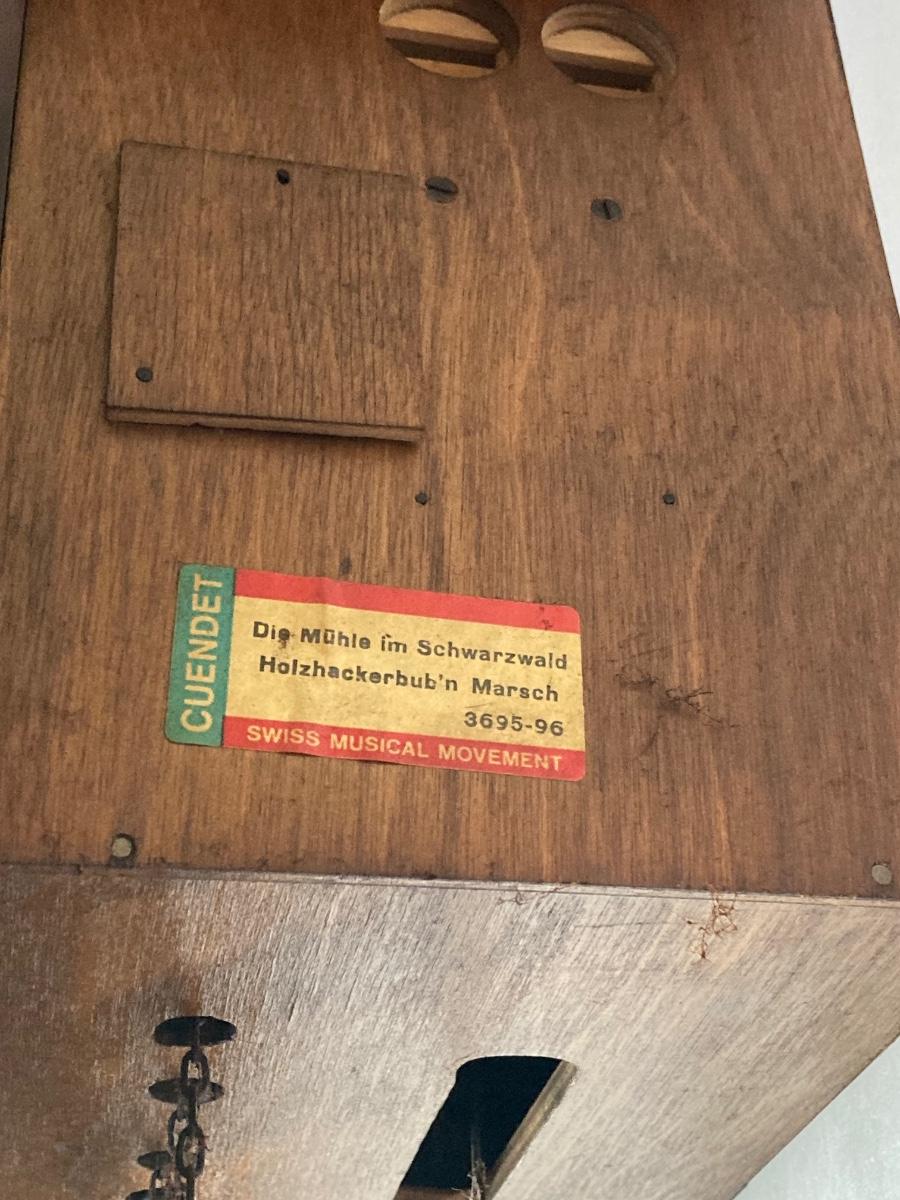 CUENDET
Die Mühle im Schwarzwald
Holzhackerbub'n Marsch
3695-96
SWISS MUSICAL MOVEMENT